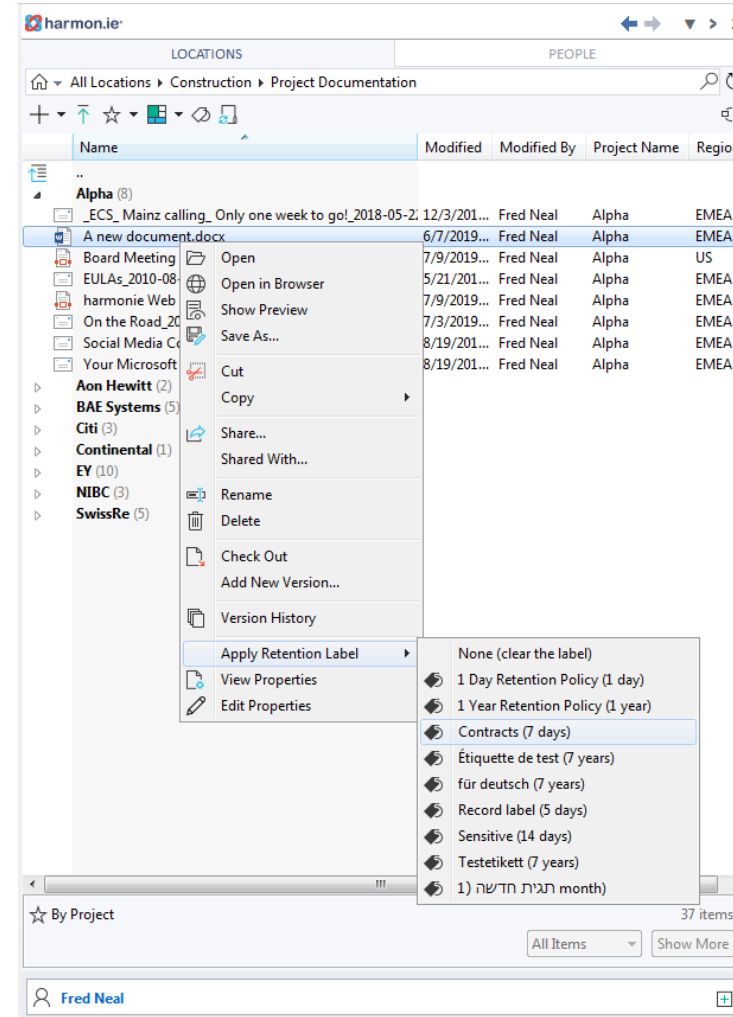 harmon.ie
LOCATIONS PEOPLE
All Locations Construction Project Documentation
Name Modified Modified By Project Name Regio
..
Alpha (8)
_ECS_ Mainz calling_ Only one week to go!_2018-05-22 12/3/201... Fred Neal Alpha EMEA
A new document.docx 6/7/2019... Fred Neal Alpha EMEA
Board Meeting 7/9/2019... Fred Neal Alpha US
EULAs_2010-08- 5/21/201... Fred Neal Alpha EMEA
harmonie Web 7/9/2019... Fred Neal Alpha EMEA
On the Road_20 7/3/2019... Fred Neal Alpha EMEA
Social Media Co 8/19/201... Fred Neal Alpha EMEA
Your Microsoft 8/19/201... Fred Neal Alpha EMEA
Aon Hewitt (2)
BAE Systems (5)
Citi (3)
Continental (1)
EY (10)
NIBC (3)
SwissRe (5)
Open
Open in Browser
Show Preview
Save As...
Cut
Copy
Share...
Shared With...
Rename
Delete
Check Out
Add New Version...
Version History
Apply Retention Label
View Properties
Edit Properties
None (clear the label)
1 Day Retention Policy (1 day)
1 Year Retention Policy (1 year)
Contracts (7 days)
Étiquette de test (7 years)
für deutsch (7 years)
Record label (5 days)
Sensitive (14 days)
Testetikett (7 years)
תגית חדשה (1 month)
By Project 37 items
All Items Show More
Fred Neal